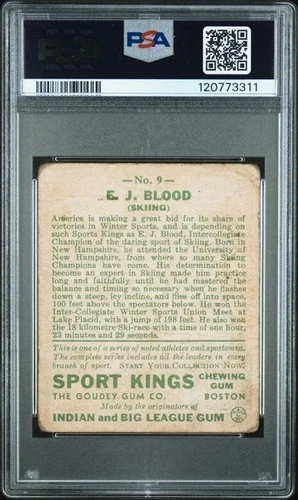 PSA
120773311
— No. 9 —
E. J. BLOOD
(SKIING)
America is making a great bid for its share of
victories in Winter Sports, and is depending on
such Sports Kings as E. J. Blood, Intercollegiate
Champion of the daring sport of Skiing. Born in
New Hampshire, he attended the University of
New Hampshire, from where so many Skiing
Champions have come. His determination to
become an expert in Skiing made him practice
long and faithfully until he had mastered the
balance and timing so necessary when he flashes
down a steep, icy incline, and flies off into space,
100 feet above the spectators below. He won the
Inter-Collegiate Winter Sports Union Meet at
Lake Placid, with a jump of 198 feet. He has also
won the 18 kilometre Ski-race with a time of one hour,
23 minutes and 29 seconds.
This is one of a series of noted athletes and sportsmen.
The complete series includes all the leaders in every
branch of sport. START YOUR COLLECTION NOW!
SPORT KINGS CHEWING GUM
THE GOUDEY GUM CO. BOSTON
Made by the originators of
INDIAN and BIG LEAGUE GUM